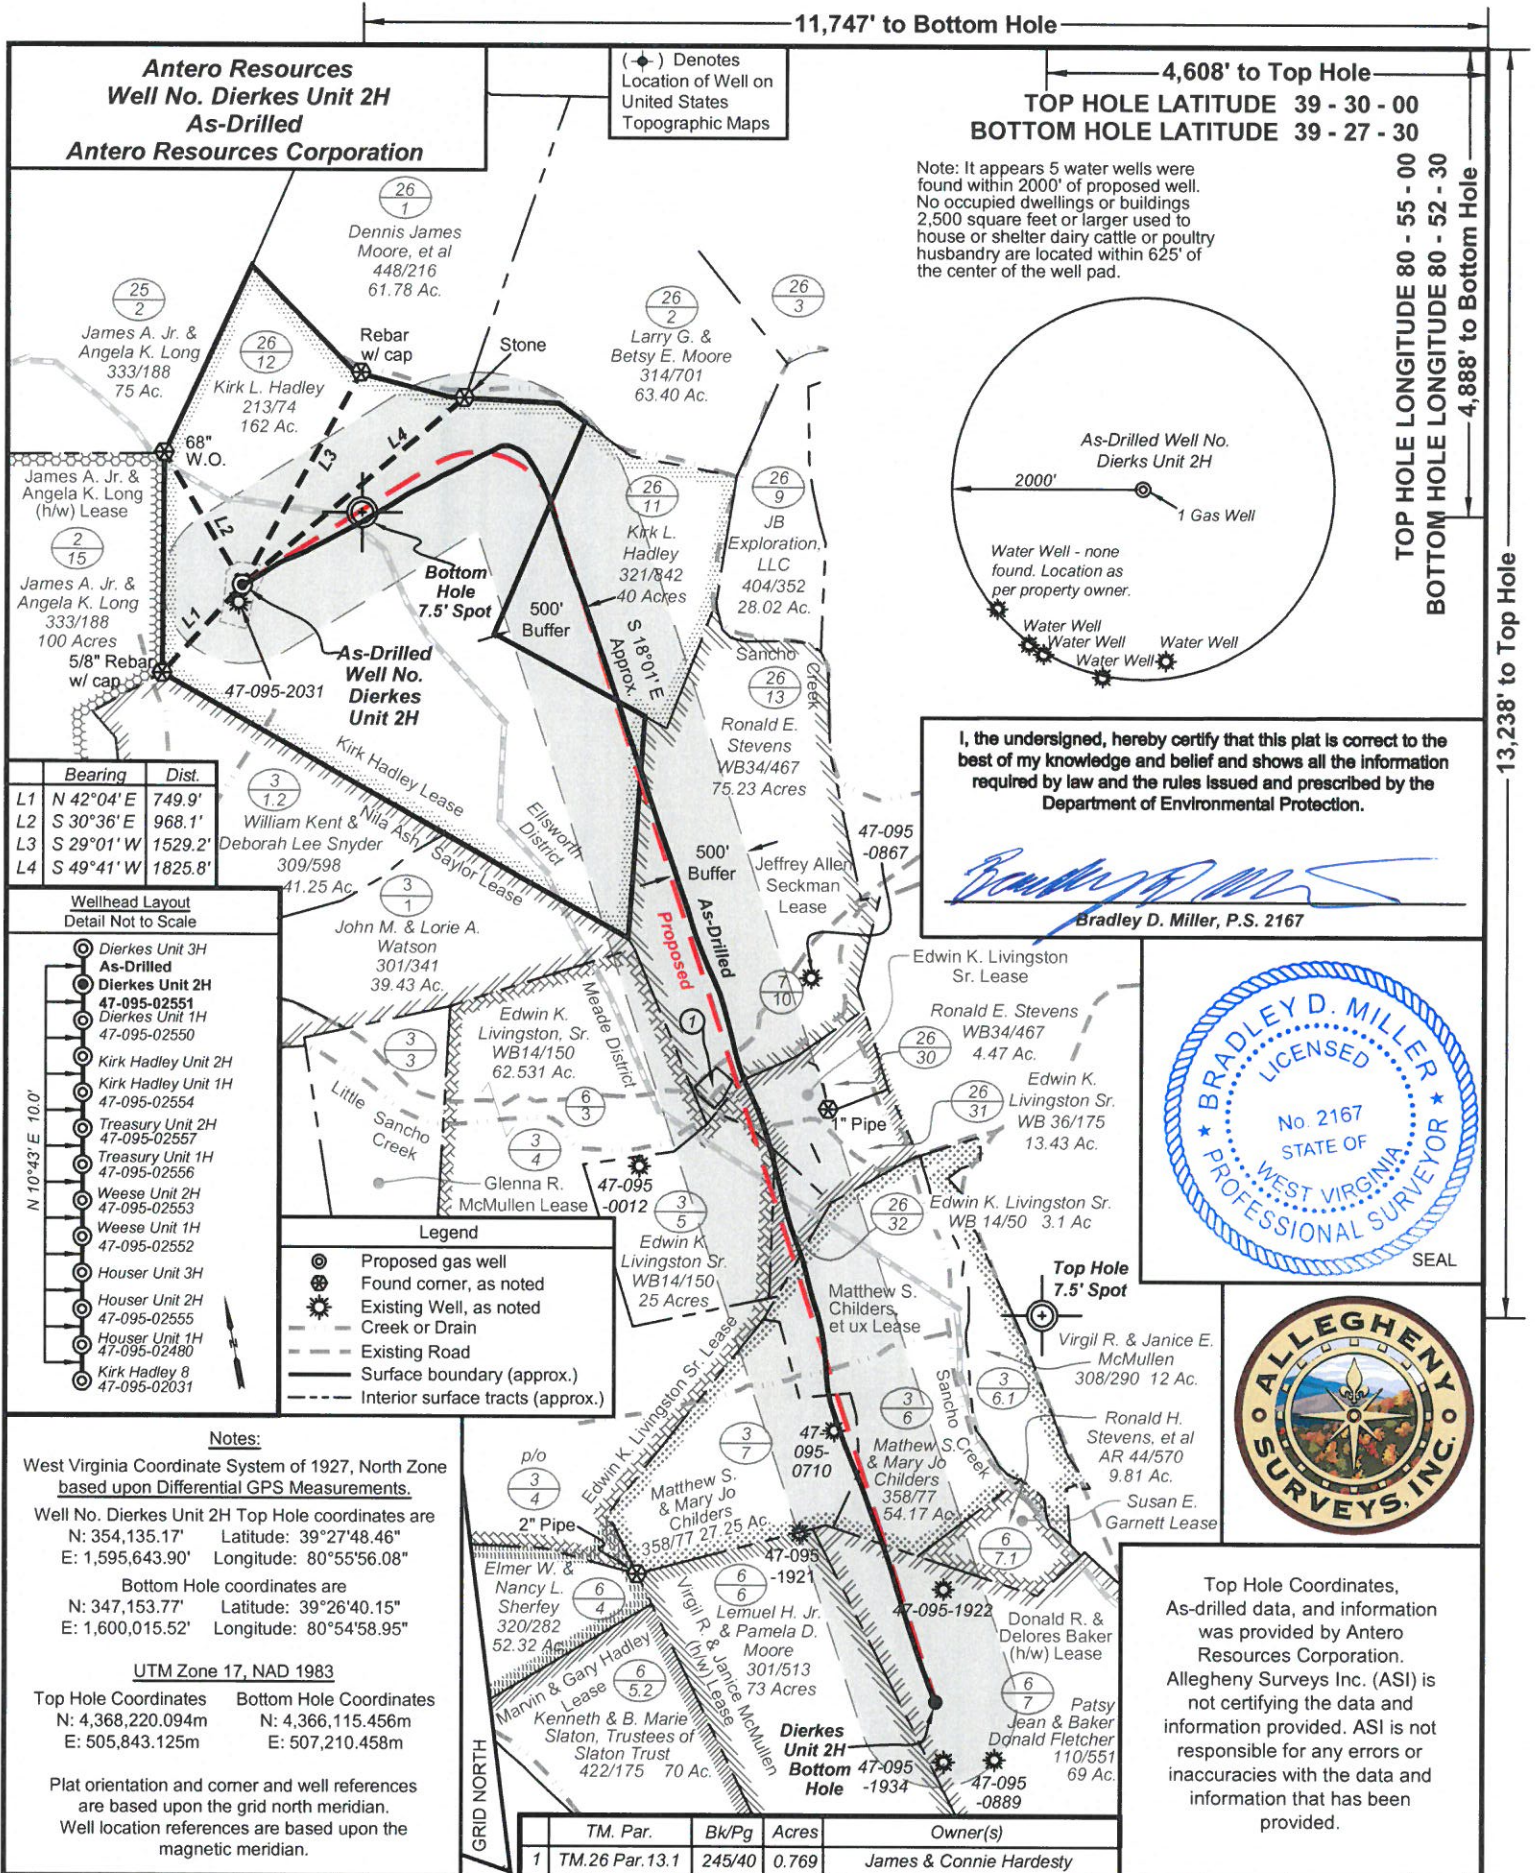 11,747' to Bottom Hole
Antero Resources
Well No. Dierkes Unit 2H
As-Drilled
Antero Resources Corporation
( ) Denotes
Location of Well on
United States
Topographic Maps
4,608' to Top Hole
TOP HOLE LATITUDE 39 - 30 - 00
BOTTOM HOLE LATITUDE 39 - 27 - 30
TOP HOLE LONGITUDE 80 - 55 - 00
BOTTOM HOLE LONGITUDE 80 - 52 - 30
4,888' to Bottom Hole
13,238' to Top Hole
Note: It appears 5 water wells were
found within 2000' of proposed well.
No occupied dwellings or buildings
2,500 square feet or larger used to
house or shelter dairy cattle or poultry
husbandry are located within 625' of
the center of the well pad.
As-Drilled Well No.
Dierks Unit 2H
2000'
1 Gas Well
Water Well - none
found. Location as
per property owner.
Water Well
Water Well
Water Well
Water Well
26
1
Dennis James
Moore, et al
448/216
61.78 Ac.
25
2
James A. Jr. &
Angela K. Long
333/188
75 Ac.
26
12
Kirk L. Hadley
213/74
162 Ac.
Rebar
w/ cap
Stone
26
2
Larry G. &
Betsy E. Moore
314/701
63.40 Ac.
26
3
68"
W.O.
L3
L4
L2
L1
James A. Jr. &
Angela K. Long
(h/w) Lease
2
15
James A. Jr. &
Angela K. Long
333/188
100 Acres
5/8" Rebar
w/ cap
47-095-2031
Bottom
Hole
7.5' Spot
As-Drilled
Well No.
Dierkes
Unit 2H
500'
Buffer
26
11
Kirk L.
Hadley
321/842
40 Acres
S 18°01' E
Approx.
26
9
JB
Exploration,
LLC
404/352
28.02 Ac.
Sancho
Creek
26
13
Ronald E.
Stevens
WB34/467
75.23 Acres
I, the undersigned, hereby certify that this plat is correct to the
best of my knowledge and belief and shows all the information
required by law and the rules issued and prescribed by the
Department of Environmental Protection.
Bradley D. Miller, P.S. 2167
Bearing Dist.
L1 N 42°04' E 749.9'
L2 S 30°36' E 968.1'
L3 S 29°01' W 1529.2'
L4 S 49°41' W 1825.8'
Kirk Hadley Lease
Nila Ash Saylor Lease
3
1.2
William Kent &
Deborah Lee Snyder
309/598
41.25 Ac.
Ellsworth
District
500'
Buffer
Jeffrey Allen
Seckman
Lease
47-095
-0867
3
1
John M. & Lorie A.
Watson
301/341
39.43 Ac.
Proposed
As-Drilled
7
10
Edwin K. Livingston
Sr. Lease
Wellhead Layout
Detail Not to Scale
Dierkes Unit 3H
As-Drilled
Dierkes Unit 2H
47-095-02551
Dierkes Unit 1H
47-095-02550
Kirk Hadley Unit 2H
Kirk Hadley Unit 1H
47-095-02554
Treasury Unit 2H
47-095-02557
Treasury Unit 1H
47-095-02556
Weese Unit 2H
47-095-02553
Weese Unit 1H
47-095-02552
Houser Unit 3H
Houser Unit 2H
47-095-02555
Houser Unit 1H
47-095-02480
Kirk Hadley 8
47-095-02031
N 10°43' E 10.0'
3
3
Edwin K.
Livingston, Sr.
WB14/150
62.531 Ac.
Meade District
1
Little
Sancho
Creek
6
3
3
4
Glenna R.
McMullen Lease
47-095
-0012
3
5
Edwin K
Livingston Sr.
WB14/150
25 Acres
26
30
Ronald E. Stevens
WB34/467
4.47 Ac.
1" Pipe
26
31
Edwin K.
Livingston Sr.
WB 36/175
13.43 Ac.
26
32
Edwin K. Livingston Sr.
WB 14/50 3.1 Ac
BRADLEY D. MILLER
LICENSED
No. 2167
STATE OF
WEST VIRGINIA
PROFESSIONAL SURVEYOR
SEAL
Legend
Proposed gas well
Found corner, as noted
Existing Well, as noted
Creek or Drain
Existing Road
Surface boundary (approx.)
Interior surface tracts (approx.)
Matthew S.
Childers,
et ux Lease
Top Hole
7.5' Spot
Virgil R. & Janice E.
McMullen
308/290 12 Ac.
3
6.1
Ronald H.
Stevens, et al
AR 44/570
9.81 Ac.
Susan E.
Garnett Lease
Edwin K. Livingston Sr. Lease
3
7
Matthew S.
& Mary Jo
Childers
358/77 27.25 Ac.
47-
095-
0710
3
6
Mathew S.
& Mary Jo
Childers
358/77
54.17 Ac.
Sancho Creek
ALLEGHENY
SURVEYS, INC.
Notes:
West Virginia Coordinate System of 1927, North Zone
based upon Differential GPS Measurements.
Well No. Dierkes Unit 2H Top Hole coordinates are
N: 354,135.17' Latitude: 39°27'48.46"
E: 1,595,643.90' Longitude: 80°55'56.08"
Bottom Hole coordinates are
N: 347,153.77' Latitude: 39°26'40.15"
E: 1,600,015.52' Longitude: 80°54'58.95"
UTM Zone 17, NAD 1983
Top Hole Coordinates Bottom Hole Coordinates
N: 4,368,220.094m N: 4,366,115.456m
E: 505,843.125m E: 507,210.458m
Plat orientation and corner and well references
are based upon the grid north meridian.
Well location references are based upon the
magnetic meridian.
GRID NORTH
p/o
3
4
2" Pipe
Elmer W. &
Nancy L.
Sherfey
320/282
52.32 Ac.
6
4
Marvin & Gary Hadley
Lease
6
5.2
Kenneth & B. Marie
Slaton, Trustees of
Slaton Trust
422/175 70 Ac.
Virgil R. & Janice McMullen
(h/w) Lease
6
6
Lemuel H. Jr.
& Pamela D.
Moore
301/513
73 Acres
47-095
-1921
47-095-1922
6
7.1
Donald R. &
Delores Baker
(h/w) Lease
6
7
Patsy
Jean & Baker
Donald Fletcher
110/551
69 Ac.
Dierkes
Unit 2H
Bottom
Hole
47-095
-1934
47-095
-0889
Top Hole Coordinates,
As-drilled data, and information
was provided by Antero
Resources Corporation.
Allegheny Surveys Inc. (ASI) is
not certifying the data and
information provided. ASI is not
responsible for any errors or
inaccuracies with the data and
information that has been
provided.
TM. Par. Bk/Pg Acres Owner(s)
1 TM.26 Par.13.1 245/40 0.769 James & Connie Hardesty